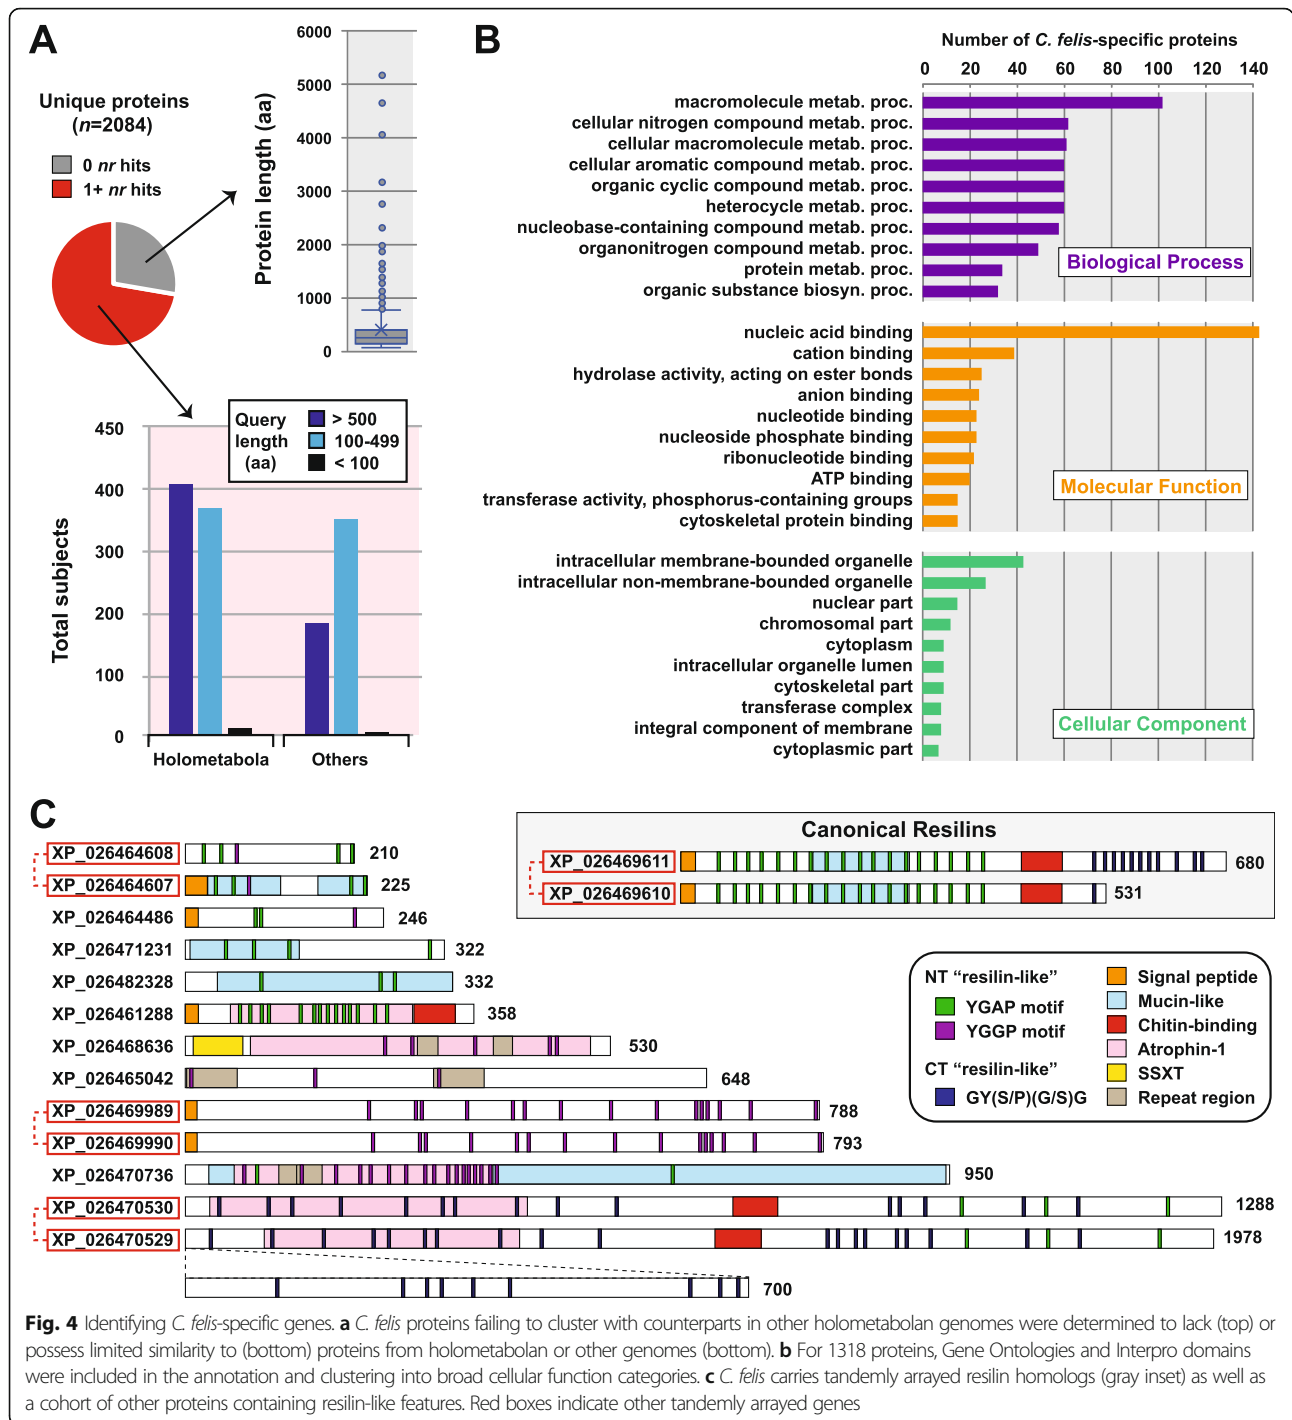 A
Unique proteins
(n=2084)
0 nr hits
1+ nr hits
Protein length (aa)
6000
5000
4000
3000
2000
1000
0
Query length (aa)
> 500
100-499
< 100
Total subjects
450
400
300
200
100
0
Holometabola
Others
B
Number of C. felis-specific proteins
0 20 40 60 80 100 120 140
macromolecule metab. proc.
cellular nitrogen compound metab. proc.
cellular macromolecule metab. proc.
cellular aromatic compound metab. proc.
organic cyclic compound metab. proc.
heterocycle metab. proc.
nucleobase-containing compound metab. proc.
organonitrogen compound metab. proc.
protein metab. proc.
organic substance biosyn. proc.
Biological Process
nucleic acid binding
cation binding
hydrolase activity, acting on ester bonds
anion binding
nucleotide binding
nucleoside phosphate binding
ribonucleotide binding
ATP binding
transferase activity, phosphorus-containing groups
cytoskeletal protein binding
Molecular Function
intracellular membrane-bounded organelle
intracellular non-membrane-bounded organelle
nuclear part
chromosomal part
cytoplasm
intracellular organelle lumen
cytoskeletal part
transferase complex
integral component of membrane
cytoplasmic part
Cellular Component
C
XP_026464608 210
XP_026464607 225
XP_026464486 246
XP_026471231 322
XP_026482328 332
XP_026461288 358
XP_026468636 530
XP_026465042 648
XP_026469989 788
XP_026469990 793
XP_026470736 950
XP_026470530 1288
XP_026470529 1978
700
Canonical Resilins
XP_026469611 680
XP_026469610 531
NT “resilin-like”
YGAP motif
YGGP motif
CT “resilin-like”
GY(S/P)(G/S)G
Signal peptide
Mucin-like
Chitin-binding
Atrophin-1
SSXT
Repeat region
Fig. 4 Identifying C. felis-specific genes. a C. felis proteins failing to cluster with counterparts in other holometabolan genomes were determined to lack (top) or
possess limited similarity to (bottom) proteins from holometabolan or other genomes (bottom). b For 1318 proteins, Gene Ontologies and Interpro domains
were included in the annotation and clustering into broad cellular function categories. c C. felis carries tandemly arrayed resilin homologs (gray inset) as well as
a cohort of other proteins containing resilin-like features. Red boxes indicate other tandemly arrayed genes